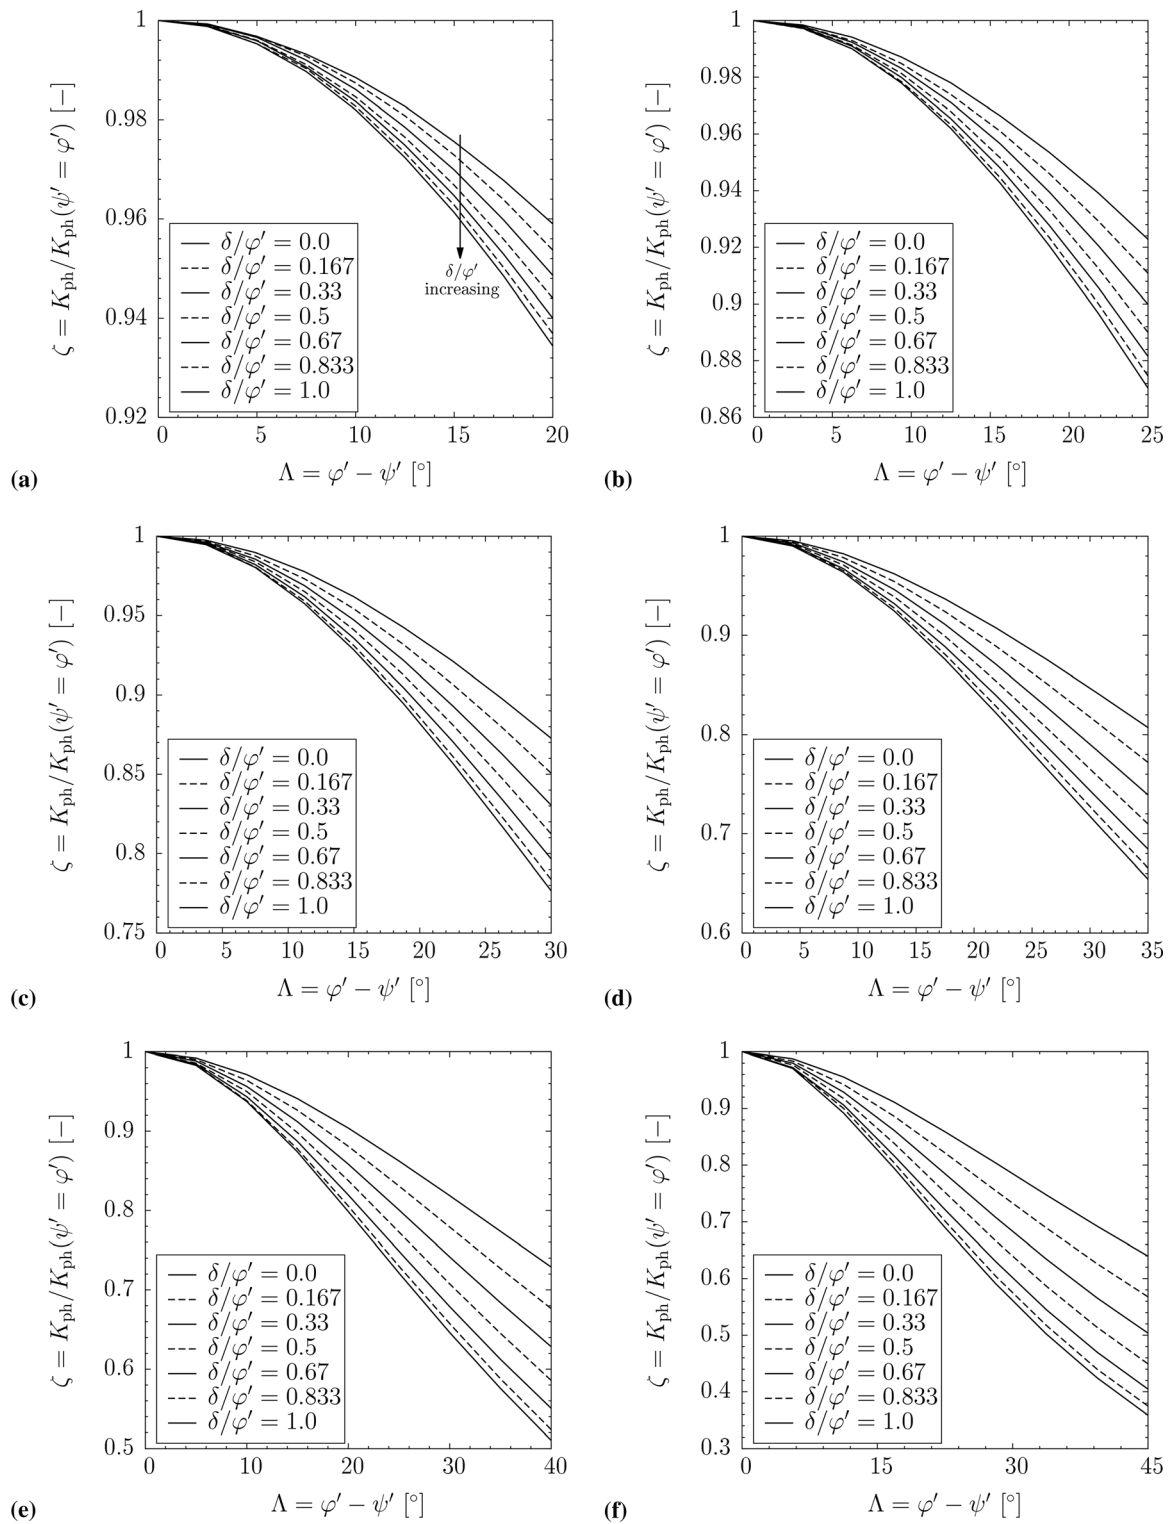 1
0.98
0.96
0.94
0.92
ζ = K_ph/K_ph(ψ′ = φ′) [−]
δ/φ′ = 0.0
δ/φ′ = 0.167
δ/φ′ = 0.33
δ/φ′ = 0.5
δ/φ′ = 0.67
δ/φ′ = 0.833
δ/φ′ = 1.0
δ/φ′
increasing
0 5 10 15 20
Λ = φ′ − ψ′ [°]
(a)
1
0.98
0.96
0.94
0.92
0.9
0.88
0.86
ζ = K_ph/K_ph(ψ′ = φ′) [−]
δ/φ′ = 0.0
δ/φ′ = 0.167
δ/φ′ = 0.33
δ/φ′ = 0.5
δ/φ′ = 0.67
δ/φ′ = 0.833
δ/φ′ = 1.0
0 5 10 15 20 25
Λ = φ′ − ψ′ [°]
(b)
1
0.95
0.9
0.85
0.8
0.75
ζ = K_ph/K_ph(ψ′ = φ′) [−]
δ/φ′ = 0.0
δ/φ′ = 0.167
δ/φ′ = 0.33
δ/φ′ = 0.5
δ/φ′ = 0.67
δ/φ′ = 0.833
δ/φ′ = 1.0
0 5 10 15 20 25 30
Λ = φ′ − ψ′ [°]
(c)
1
0.9
0.8
0.7
0.6
ζ = K_ph/K_ph(ψ′ = φ′) [−]
δ/φ′ = 0.0
δ/φ′ = 0.167
δ/φ′ = 0.33
δ/φ′ = 0.5
δ/φ′ = 0.67
δ/φ′ = 0.833
δ/φ′ = 1.0
0 5 10 15 20 25 30 35
Λ = φ′ − ψ′ [°]
(d)
1
0.9
0.8
0.7
0.6
0.5
ζ = K_ph/K_ph(ψ′ = φ′) [−]
δ/φ′ = 0.0
δ/φ′ = 0.167
δ/φ′ = 0.33
δ/φ′ = 0.5
δ/φ′ = 0.67
δ/φ′ = 0.833
δ/φ′ = 1.0
0 10 20 30 40
Λ = φ′ − ψ′ [°]
(e)
1
0.9
0.8
0.7
0.6
0.5
0.4
0.3
ζ = K_ph/K_ph(ψ′ = φ′) [−]
δ/φ′ = 0.0
δ/φ′ = 0.167
δ/φ′ = 0.33
δ/φ′ = 0.5
δ/φ′ = 0.67
δ/φ′ = 0.833
δ/φ′ = 1.0
0 15 30 45
Λ = φ′ − ψ′ [°]
(f)